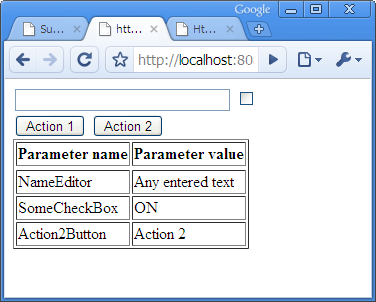 Google
Su...
htt...
Ht...
http://localhost:80
Action 1 Action 2
Parameter name Parameter value
NameEditor Any entered text
SomeCheckBox ON
Action2Button Action 2